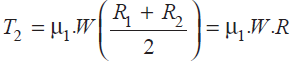 T₂ = μ₁.W( (R₁ + R₂) / 2 ) = μ₁.W.R